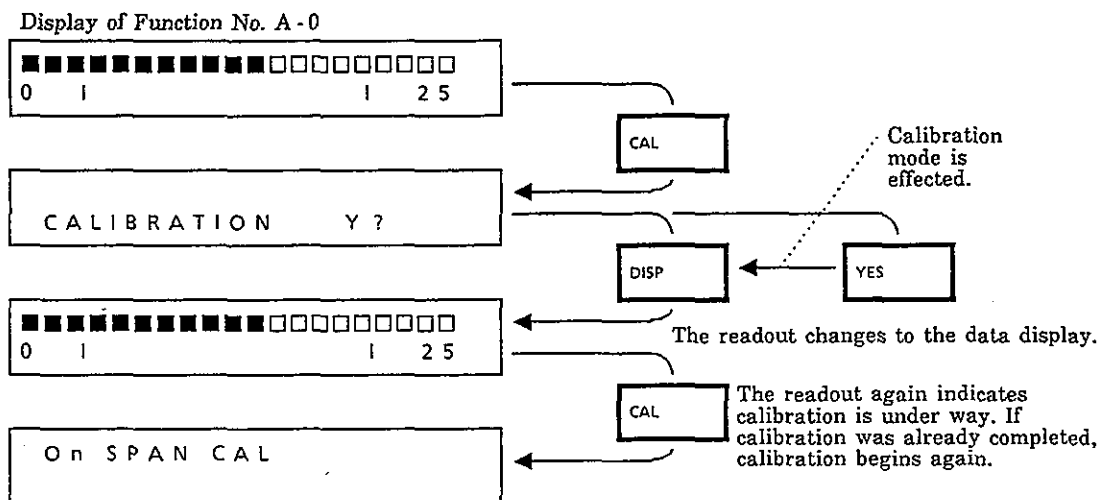 Display of Function No. A-0
0 1 1 25
CAL
Calibration
mode is
effected.
CALIBRATION Y?
DISP
YES
0 1 1 25
The readout changes to the data display.
CAL
The readout again indicates
calibration is under way. If
calibration was already completed,
calibration begins again.
On SPAN CAL